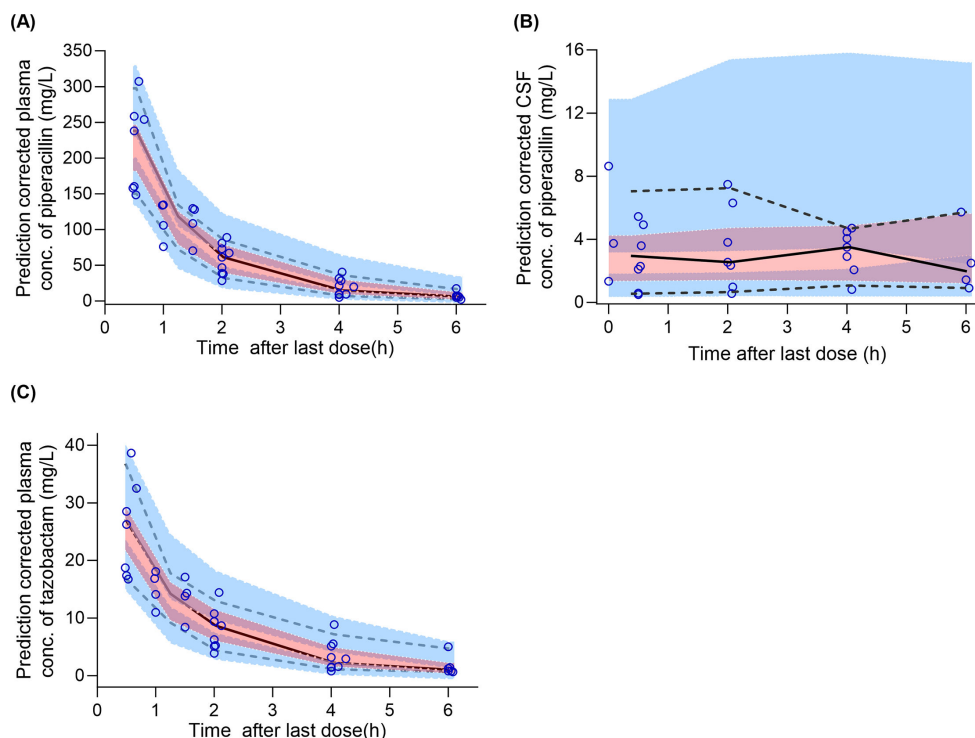 (A)
Prediction corrected plasma
conc. of piperacillin (mg/L)
350
300
250
200
150
100
50
0
0 1 2 3 4 5 6
Time after last dose(h)
(B)
Prediction corrected CSF
conc. of piperacillin (mg/L)
16
12
8
4
0
0 1 2 3 4 5 6
Time after last dose (h)
(C)
Prediction corrected plasma
conc. of tazobactam (mg/L)
40
30
20
10
0
0 1 2 3 4 5 6
Time after last dose(h)